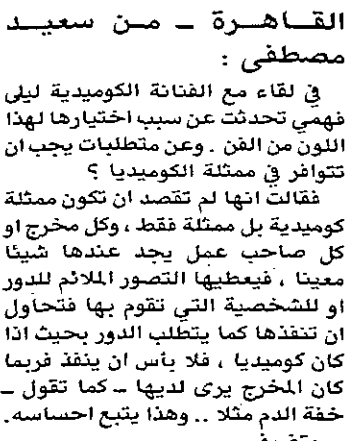 القـاهـرة ـ مـن سعيـد
مصطفى :
في لقاء مع الفنانة الكوميدية ليلى
فهمي تحدثت عن سبب اختيارها لهذا
اللون من الفن . وعن متطلبات يجب ان
تتوافر في ممثلة الكوميديا ؟
فقالت انها لم تقصد ان تكون ممثلة
كوميدية بل ممثلة فقط ، وكل مخرج او
كل صاحب عمل يجد عندها شيئا
معينا ، فيعطيها التصور الملائم للدور
او للشخصية التي تقوم بها فتحاول
ان تنفذها كما يتطلب الدور بحيث اذا
كان كوميديا ، فلا بأس ان ينفذ فربما
كان المخرج يرى لديها ـ كما تقول ـ
خفة الدم مثلا .. وهذا يتبع احساسه .